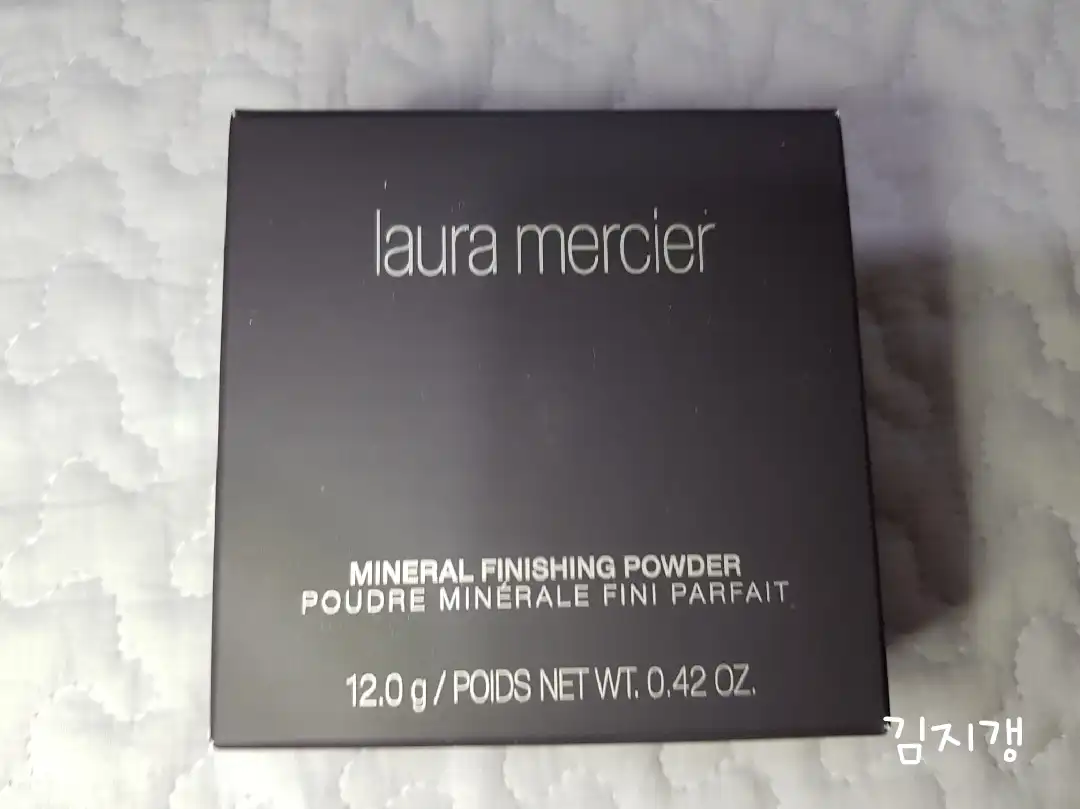 laura mercier
MINERAL FINISHING POWDER
POUDRE MINÉRALE FINI PARFAIT
12.0 g / POIDS NET WT. 0.42 OZ.
김지갱